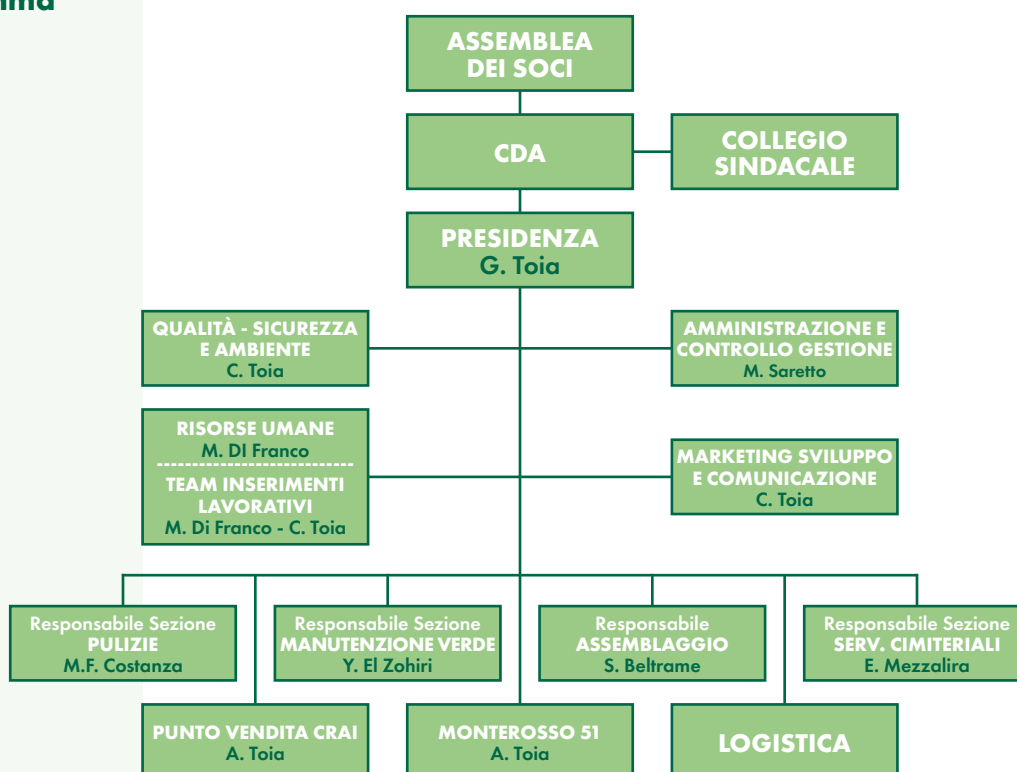 ASSEMBLEA
DEI SOCI
CDA
COLLEGIO
SINDACALE
PRESIDENZA
G. Toia
QUALITÀ - SICUREZZA
E AMBIENTE
C. Toia
AMMINISTRAZIONE E
CONTROLLO GESTIONE
M. Saretto
RISORSE UMANE
M. DI Franco
TEAM INSERIMENTI
LAVORATIVI
M. Di Franco - C. Toia
MARKETING SVILUPPO
E COMUNICAZIONE
C. Toia
Responsabile Sezione
PULIZIE
M.F. Costanza
Responsabile Sezione
MANUTENZIONE VERDE
Y. El Zohiri
Responsabile
ASSEMBLAGGIO
S. Beltrame
Responsabile Sezione
SERV. CIMITERIALI
E. Mezzalira
PUNTO VENDITA CRAI
A. Toia
MONTEROSSO 51
A. Toia
LOGISTICA